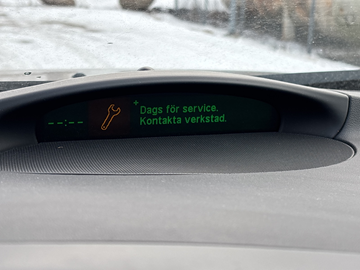 --:--
Dags för service.
Kontakta verkstad.